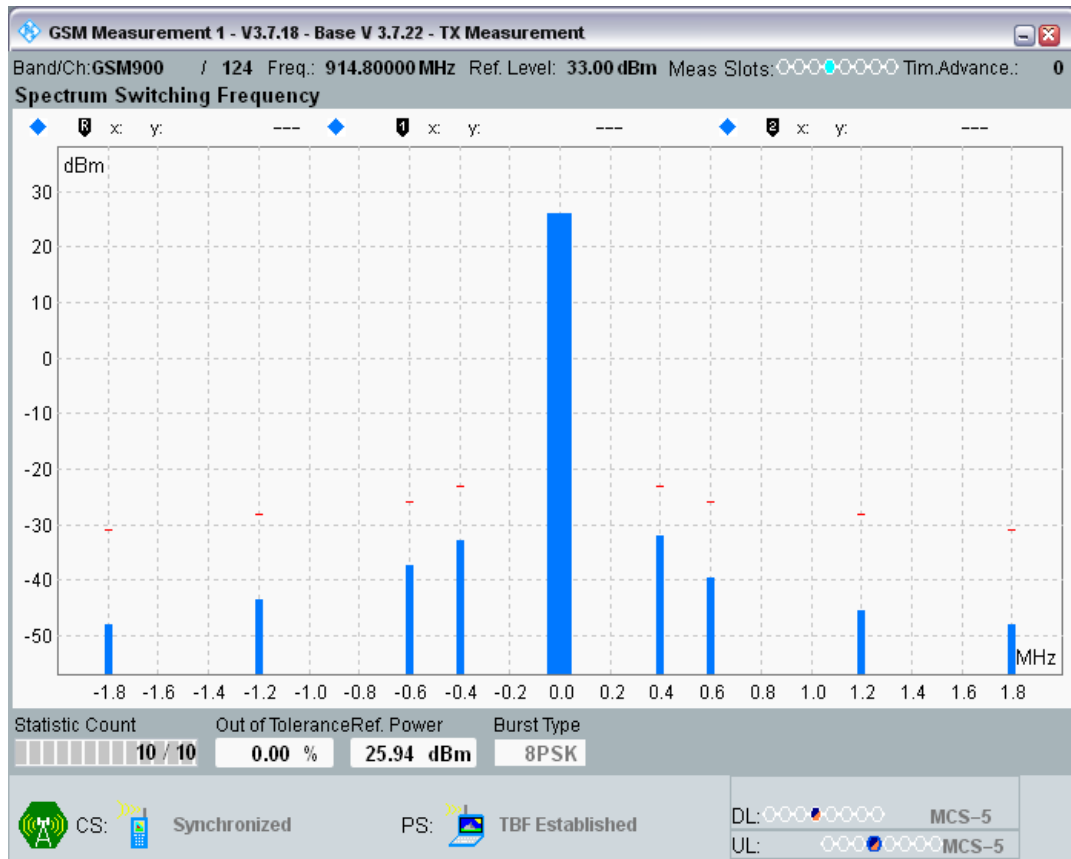 GSM Measurement 1 - V3.7.18 - Base V 3.7.22 - TX Measurement
Band/Ch:GSM900 / 124 Freq.: 914.80000 MHz Ref. Level: 33.00 dBm Meas Slots: Tim.Advance.: 0
Spectrum Switching Frequency
R x: y: --- 1 x: y: --- 2 x: y: ---
dBm
30
20
10
0
-10
-20
-30
-40
-50
MHz
-1.8 -1.6 -1.4 -1.2 -1.0 -0.8 -0.6 -0.4 -0.2 0.0 0.2 0.4 0.6 0.8 1.0 1.2 1.4 1.6 1.8
Statistic Count Out of Tolerance Ref. Power Burst Type
10 / 10 0.00 % 25.94 dBm 8PSK
CS: Synchronized PS: TBF Established DL: MCS-5
UL: MCS-5